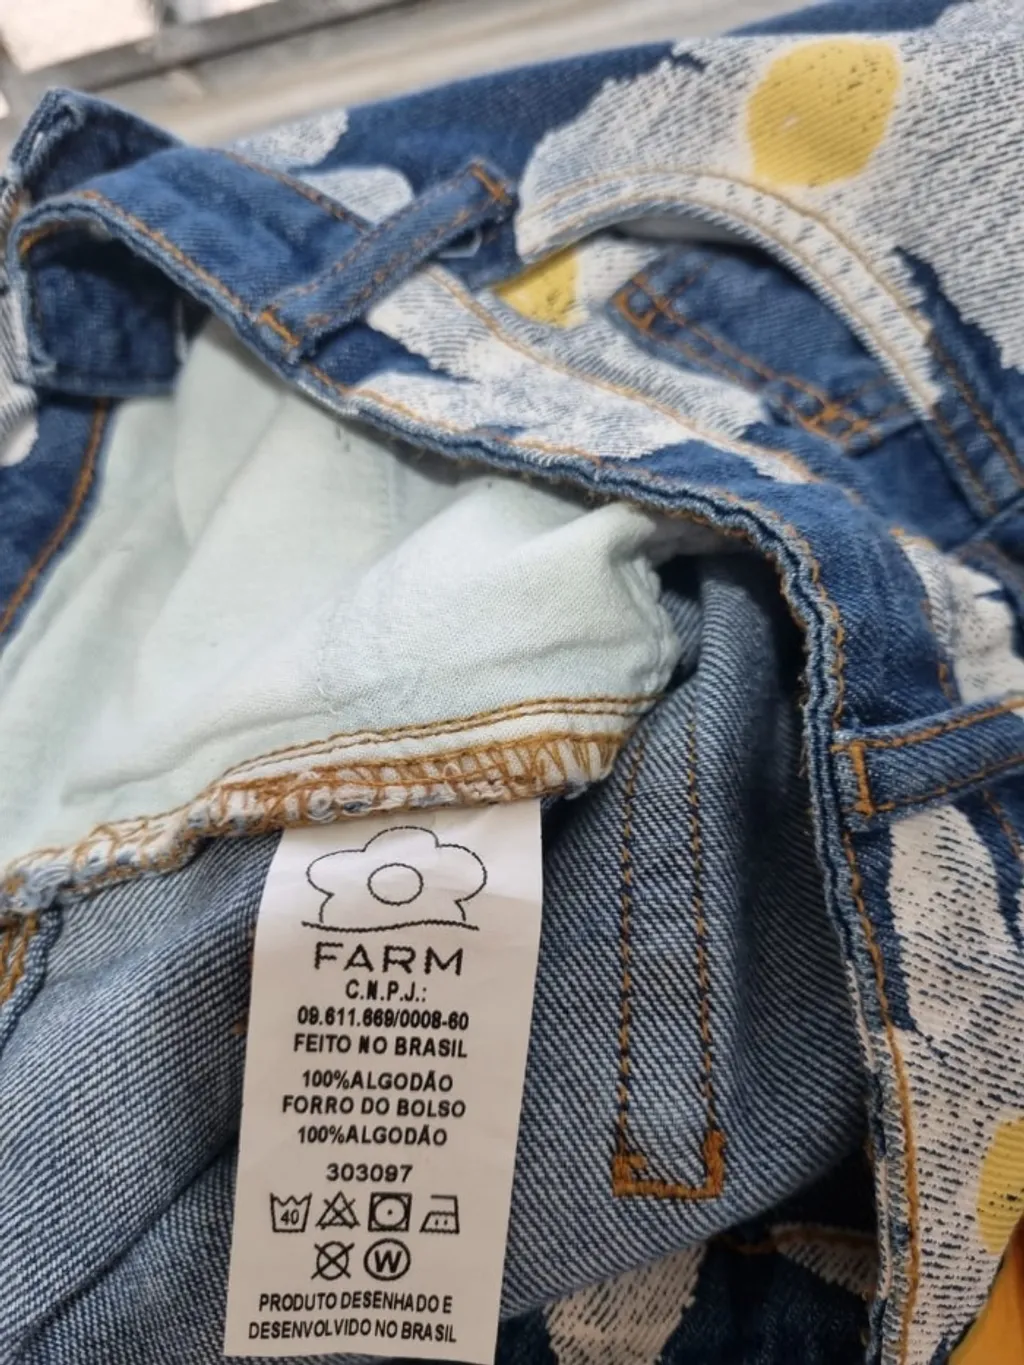 FARM
C.N.P.J.:
09.611.669/0008-60
FEITO NO BRASIL
100%ALGODÃO
FORRO DO BOLSO
100%ALGODÃO
303097
40
W
PRODUTO DESENHADO E
DESENVOLVIDO NO BRASIL